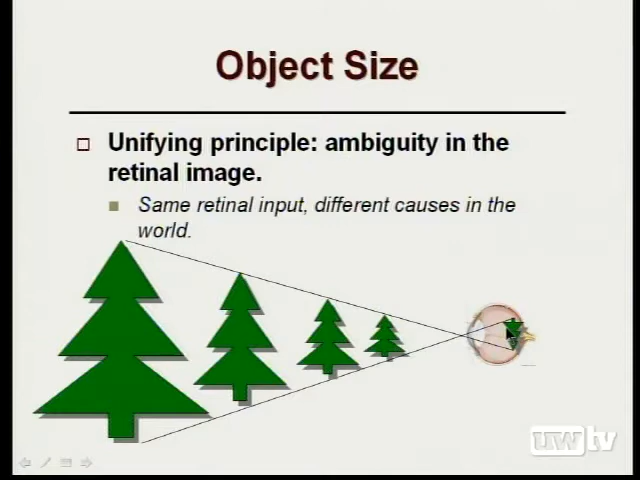 Object Size
Unifying principle: ambiguity in the
retinal image.
Same retinal input, different causes in the
world.
uwtv